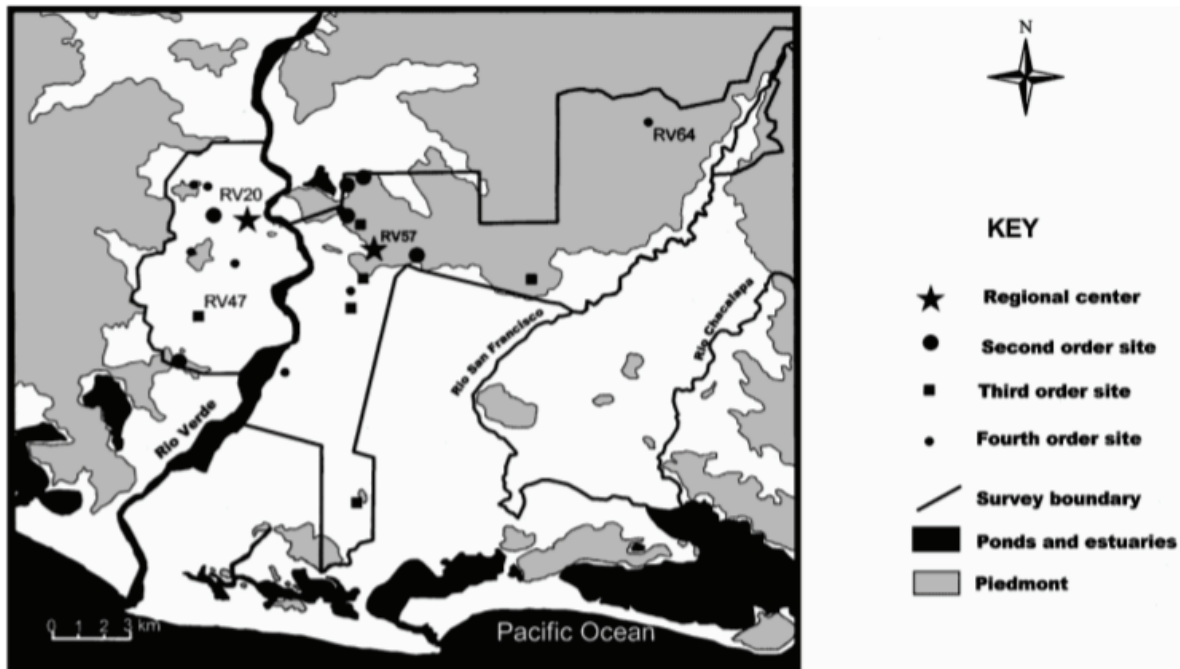 N
RV64
RV20
RV57
RV47
Rio Verde
Rio San Francisco
Rio Chacalapa
0 1 2 3 km
Pacific Ocean
KEY
Regional center
Second order site
Third order site
Fourth order site
Survey boundary
Ponds and estuaries
Piedmont